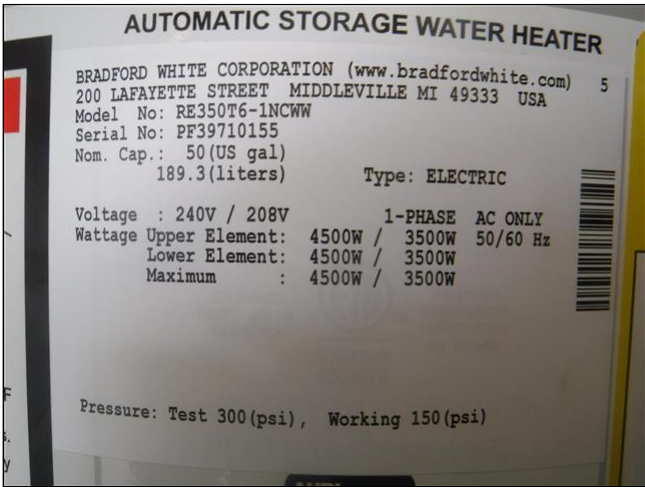 AUTOMATIC STORAGE WATER HEATER
BRADFORD WHITE CORPORATION (www.bradfordwhite.com) 5
200 LAFAYETTE STREET MIDDLEVILLE MI 49333 USA
Model No: RE350T6-1NCWW
Serial No: PF39710155
Nom. Cap.: 50(US gal)
189.3(liters) Type: ELECTRIC
Voltage : 240V / 208V 1-PHASE AC ONLY
Wattage Upper Element: 4500W / 3500W 50/60 Hz
Lower Element: 4500W / 3500W
Maximum : 4500W / 3500W
Pressure: Test 300(psi), Working 150(psi)